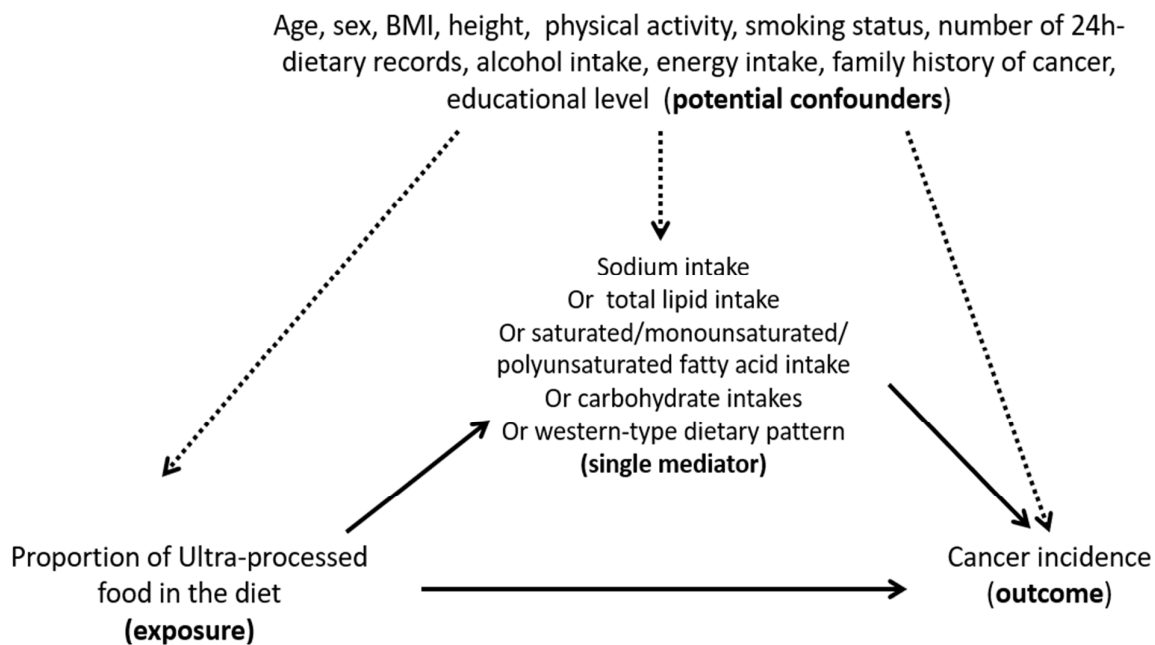 Age, sex, BMI, height, physical activity, smoking status, number of 24h-
dietary records, alcohol intake, energy intake, family history of cancer,
educational level (potential confounders)
Sodium intake
Or total lipid intake
Or saturated/monounsaturated/
polyunsaturated fatty acid intake
Or carbohydrate intakes
Or western-type dietary pattern
(single mediator)
Proportion of Ultra-processed
food in the diet
(exposure)
Cancer incidence
(outcome)